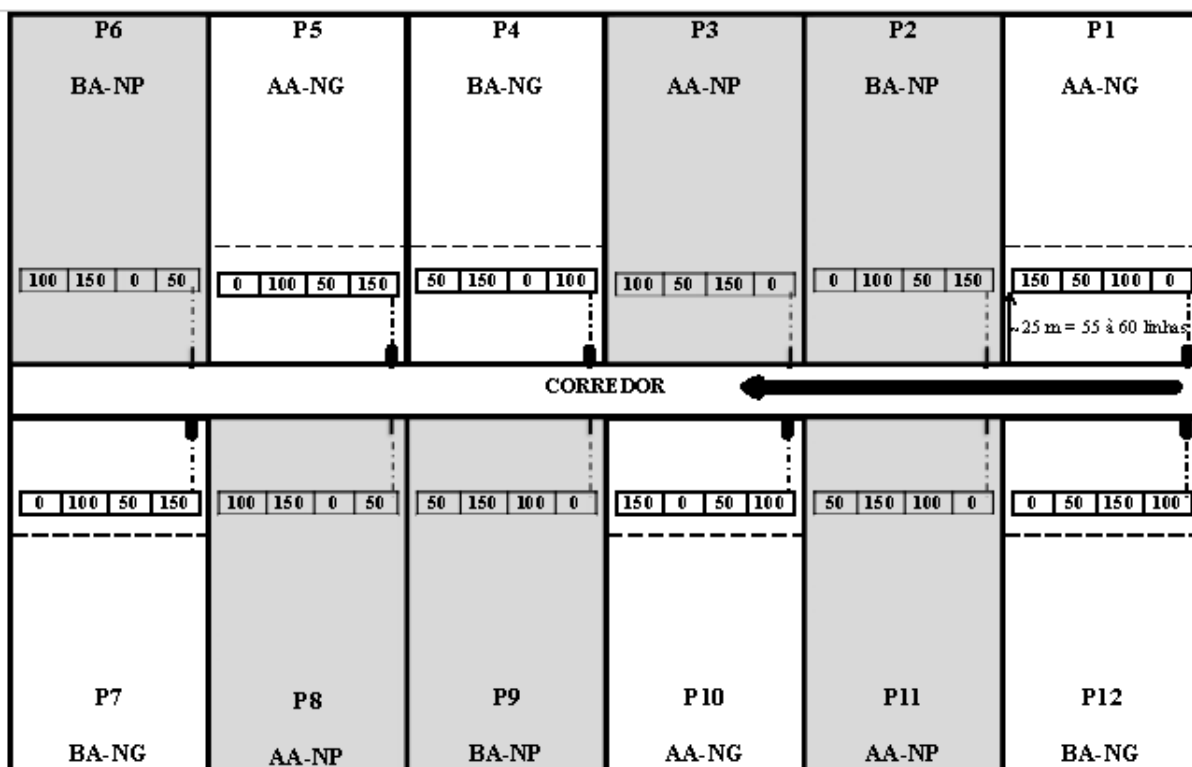 P6 P5 P4 P3 P2 P1
BA-NP AA-NG BA-NG AA-NP BA-NP AA-NG
100 150 0 50 0 100 50 150 50 150 0 100 100 50 150 0 0 100 50 150 150 50 100 0
~25 m = 55 à 60 linhas
CORREDOR
0 100 50 150 100 150 0 50 50 150 100 0 150 0 50 100 50 150 100 0 0 50 150 100
P7 P8 P9 P10 P11 P12
BA-NG AA-NP BA-NP AA-NG AA-NP BA-NG